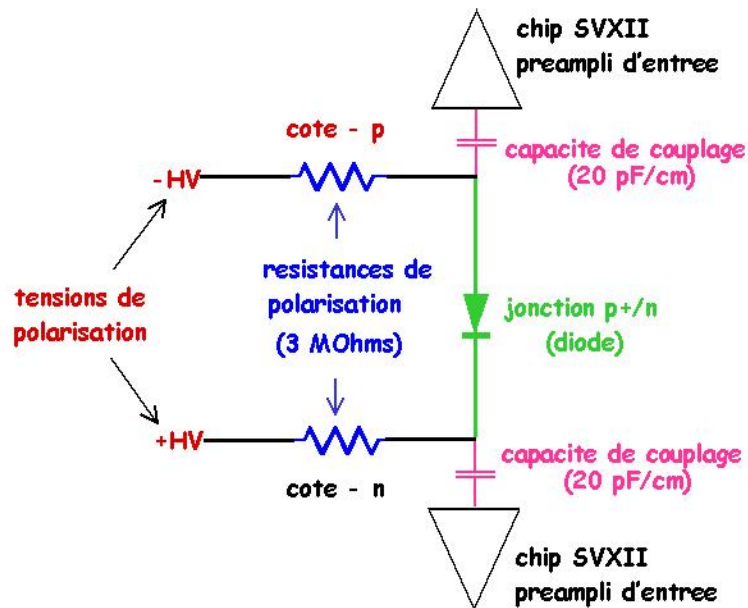 chip SVXII
preampli d'entree
cote - p
capacite de couplage
(20 pF/cm)
- HV
tensions de
polarisation
resistances de
polarisation
(3 MOhms)
jonction p+/n
(diode)
+HV
cote - n
capacite de couplage
(20 pF/cm)
chip SVXII
preampli d'entree